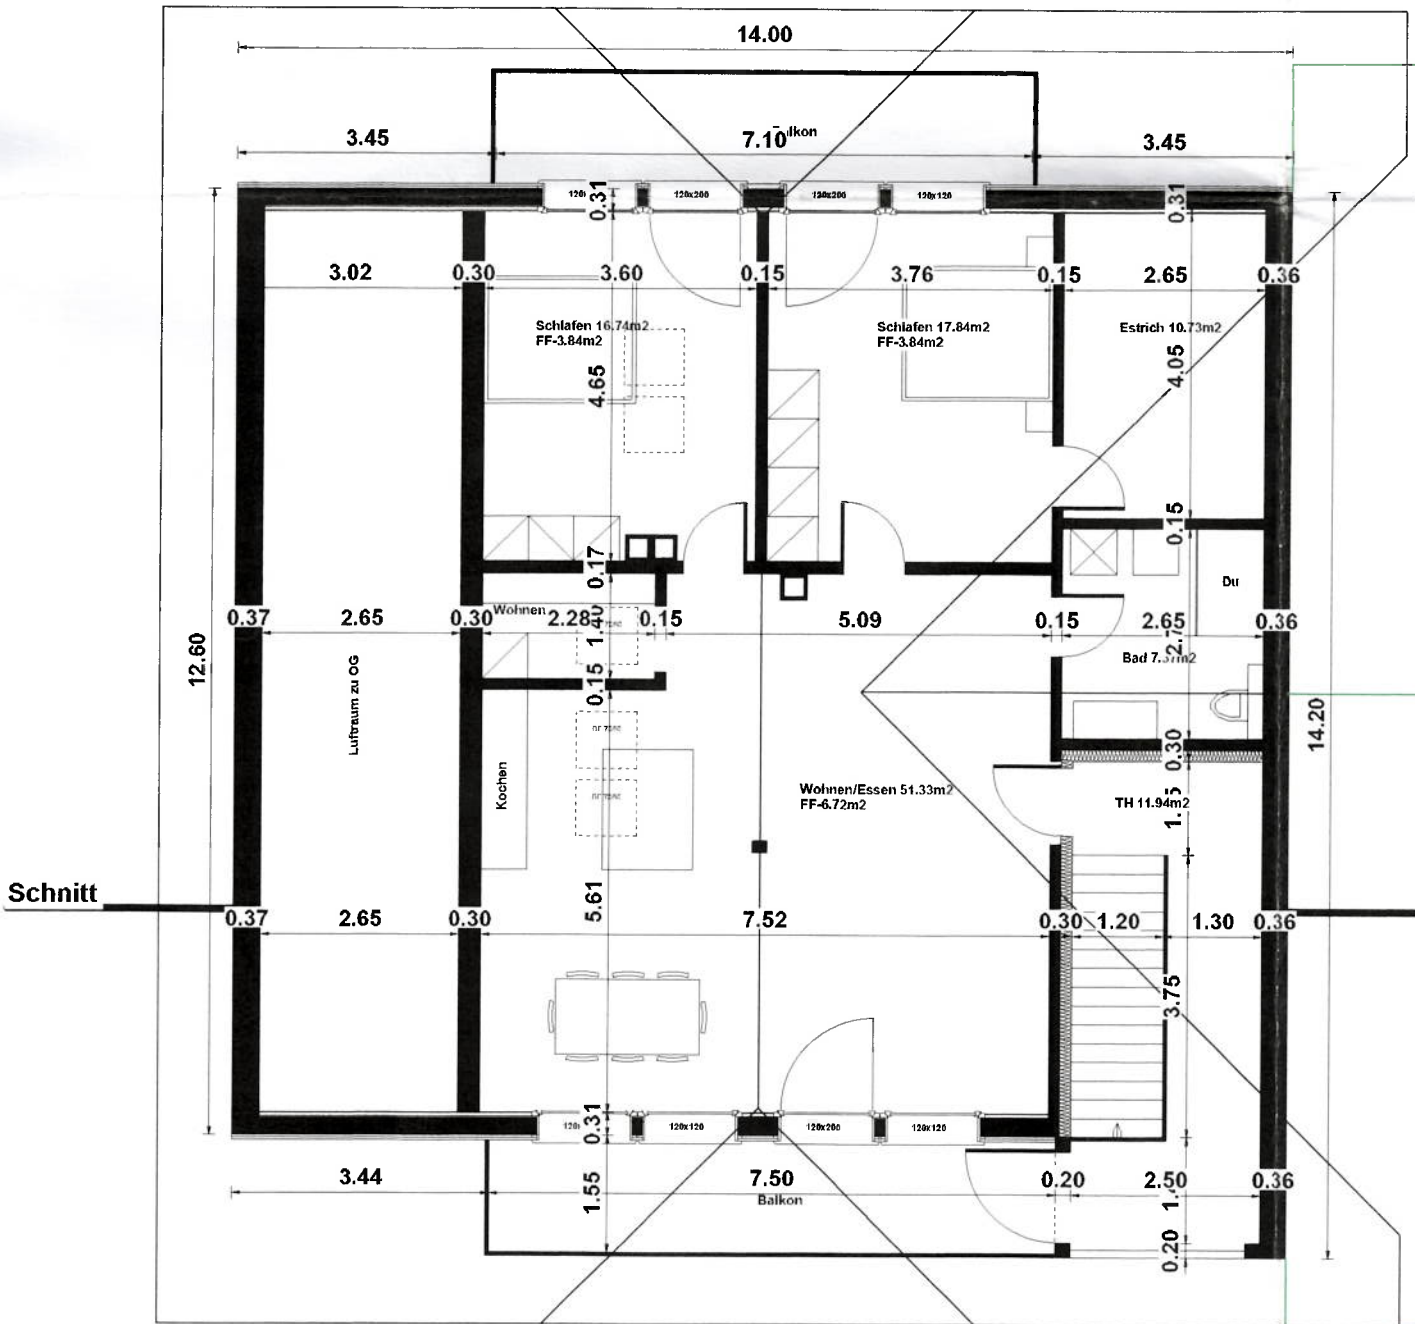 14.00
3.45
7.10
lkon
3.45
0.31
120x200
120x200
120x120
0.31
3.02
0.30
3.60
0.15
3.76
0.15
2.65
0.36
Schlafen 16.74m2
FF-3.84m2
Schlafen 17.84m2
FF-3.84m2
Estrich 10.73m2
4.65
4.05
0.15
0.17
Du
Wohnen
0.37
2.65
0.30
2.28
1.40
0.15
5.09
0.15
2.65
0.36
12.60
Luftraum zu OG
0.15
Bad 7.
14.20
0.30
Kochen
Wohnen/Essen 51.33m2
FF-6.72m2
TH 11.94m2
Schnitt
0.37
2.65
0.30
5.61
7.52
0.30
1.20
1.30
0.36
3.75
0.31
120x120
120x200
120x120
3.44
1.55
7.50
Balkon
0.20
2.50
0.36
0.20